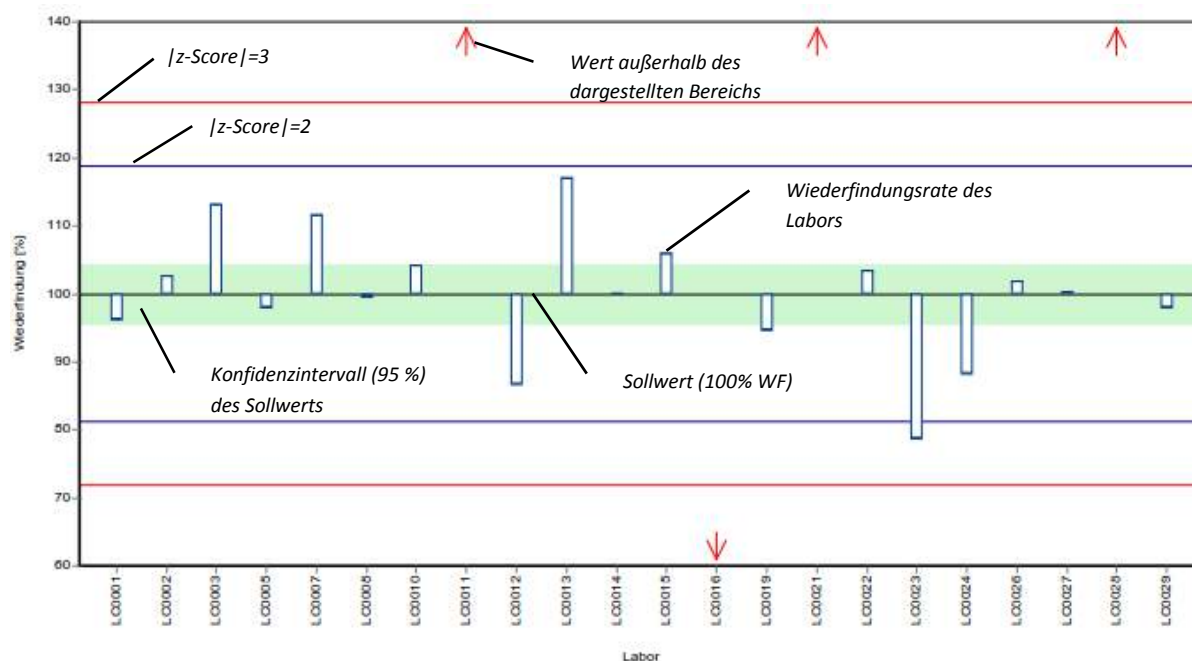 140
130
120
110
100
90
80
70
60
Wiederfindung [%]
|z-Score|=3
|z-Score|=2
Wert außerhalb des
dargestellten Bereichs
Wiederfindungsrate des
Labors
Konfidenzintervall (95 %)
des Sollwerts
Sollwert (100% WF)
LC0001
LC0002
LC0003
LC0005
LC0007
LC0008
LC0010
LC0011
LC0012
LC0013
LC0014
LC0015
LC0016
LC0019
LC0021
LC0022
LC0023
LC0024
LC0026
LC0027
LC0028
LC0029
Labor